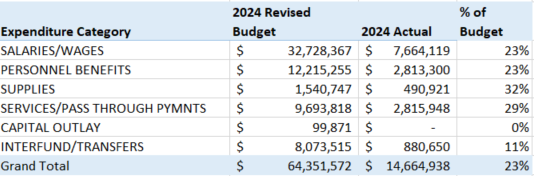 Expenditure Category 2024 Revised Budget 2024 Actual % of Budget
SALARIES/WAGES $ 32,728,367 $ 7,664,119 23%
PERSONNEL BENEFITS $ 12,215,255 $ 2,813,300 23%
SUPPLIES $ 1,540,747 $ 490,921 32%
SERVICES/PASS THROUGH PYMNTS $ 9,693,818 $ 2,815,948 29%
CAPITAL OUTLAY $ 99,871 $ - 0%
INTERFUND/TRANSFERS $ 8,073,515 $ 880,650 11%
Grand Total $ 64,351,572 $ 14,664,938 23%